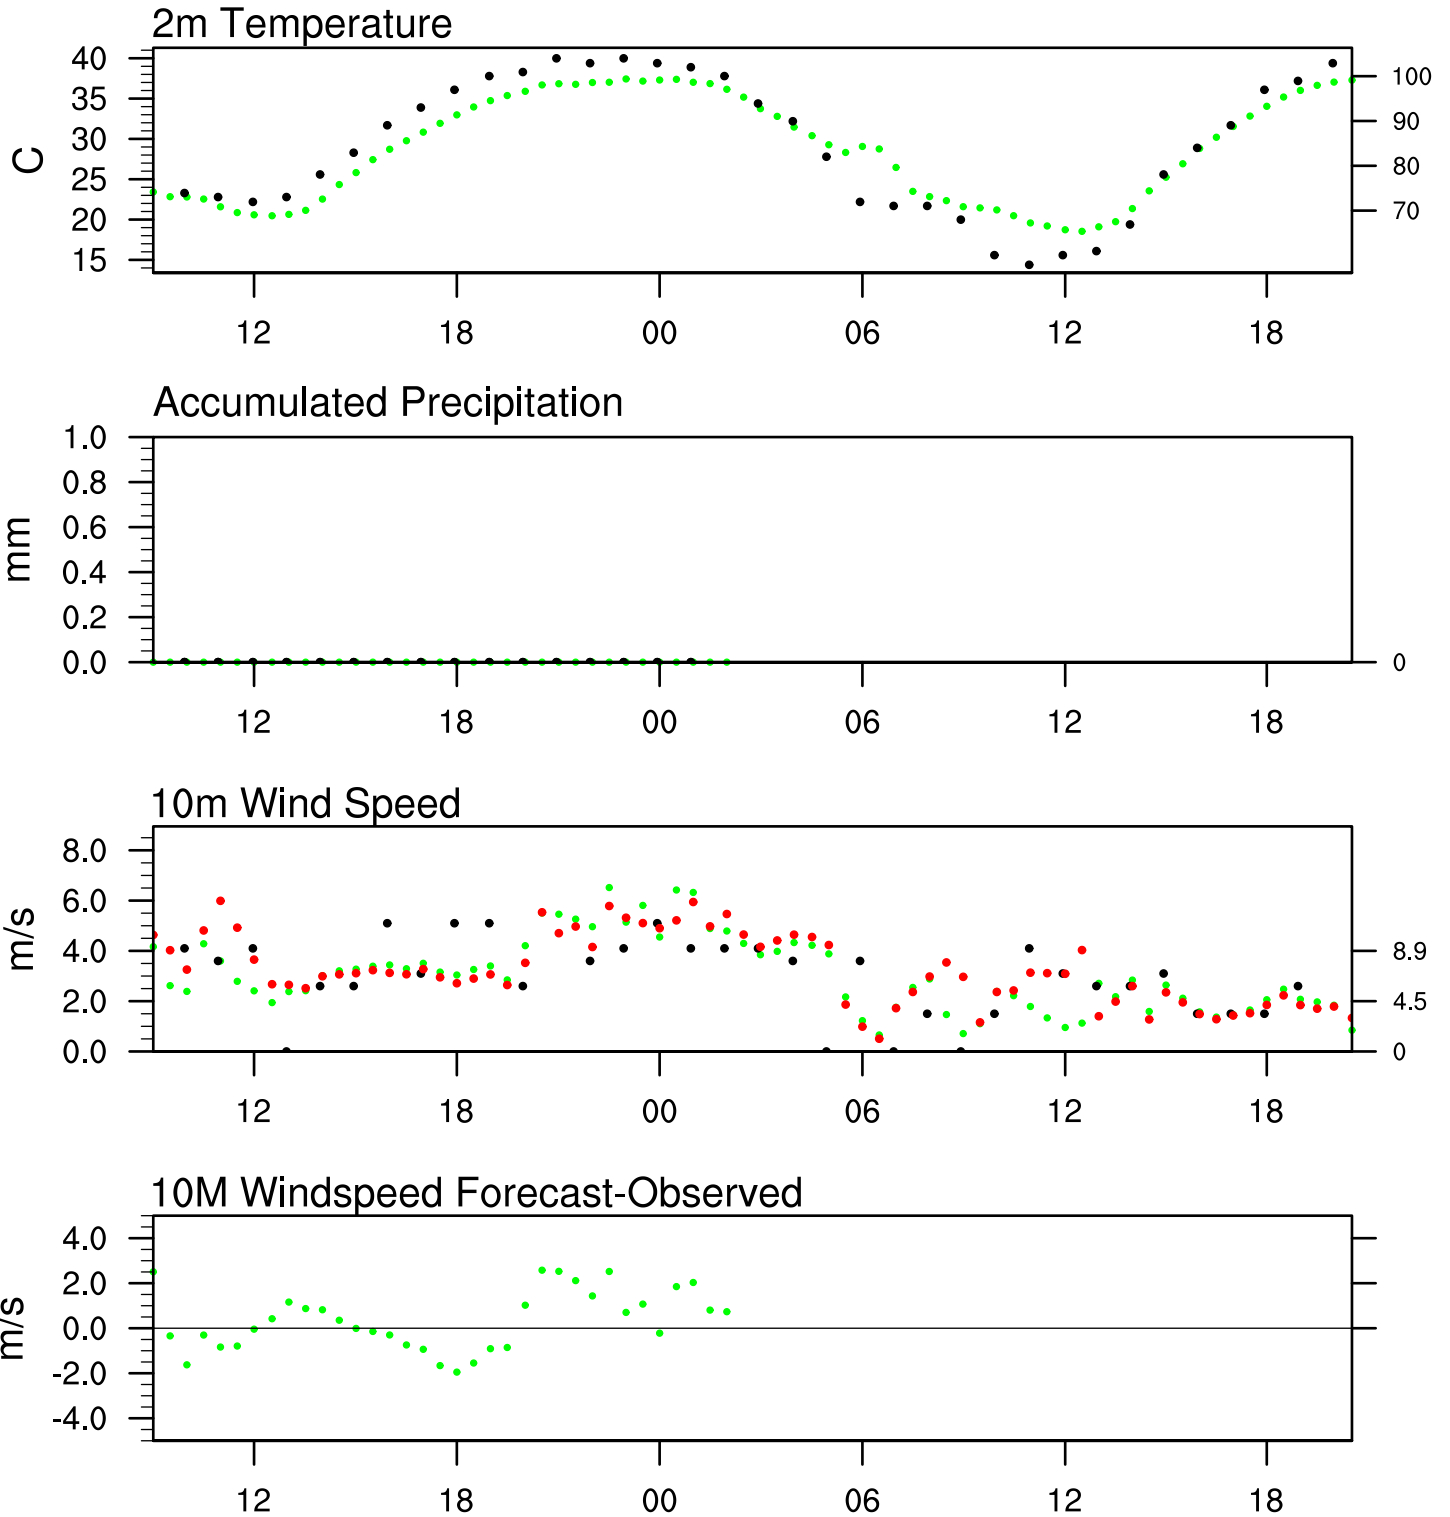 2m Temperature
40
35
30
25
20
15
C
100
90
80
70
12 18 00 06 12 18
Accumulated Precipitation
1.0
0.8
0.6
0.4
0.2
0.0
mm
0
12 18 00 06 12 18
10m Wind Speed
8.0
6.0
4.0
2.0
0.0
m/s
8.9
4.5
0
12 18 00 06 12 18
10M Windspeed Forecast-Observed
4.0
2.0
0.0
-2.0
-4.0
m/s
12 18 00 06 12 18